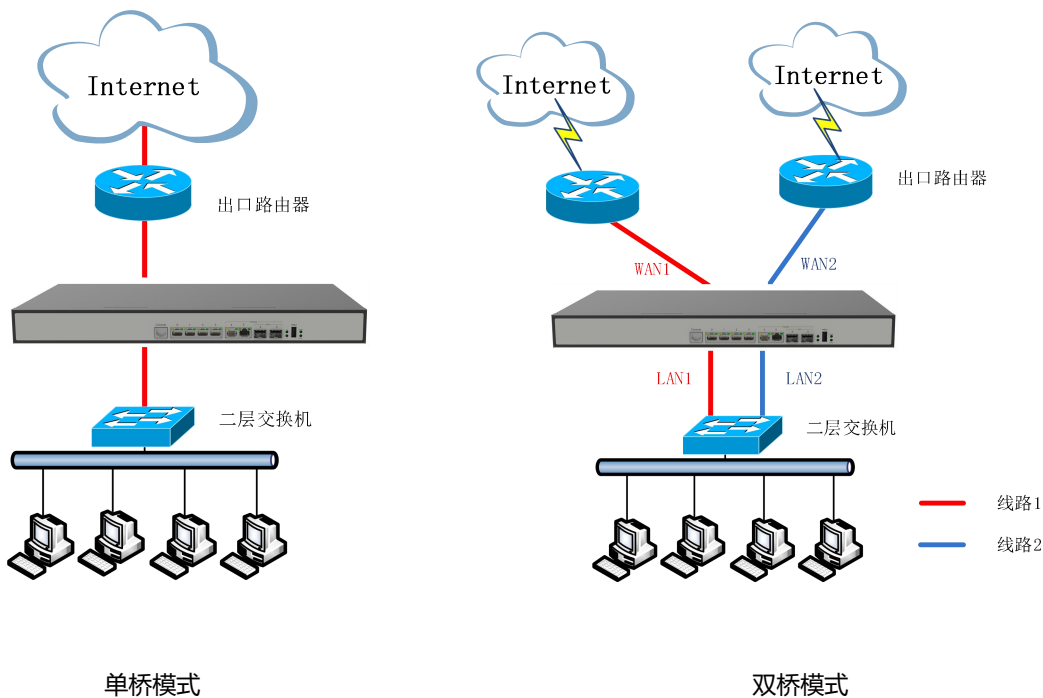 Internet
出口路由器
二层交换机
单桥模式
Internet
Internet
出口路由器
WAN1
WAN2
LAN1
LAN2
二层交换机
线路1
线路2
双桥模式